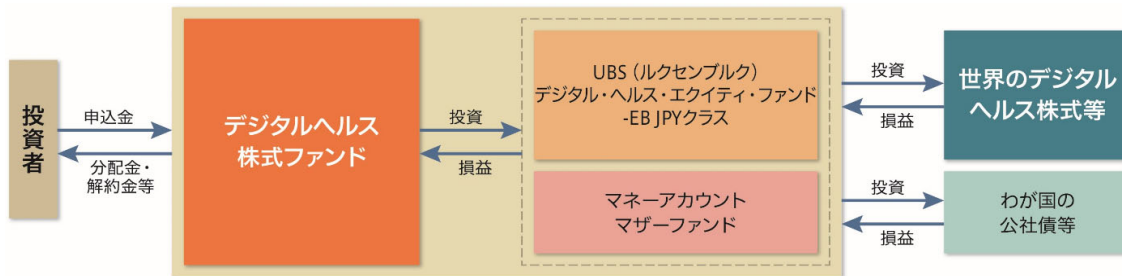 投資者
申込金
分配金・
解約金等
デジタルヘルス
株式ファンド
投資
損益
UBS（ルクセンブルク）
デジタル・ヘルス・エクイティ・ファンド
-EB JPYクラス
マネーアカウント
マザーファンド
投資
損益
世界のデジタル
ヘルス株式等
投資
損益
わが国の
公社債等